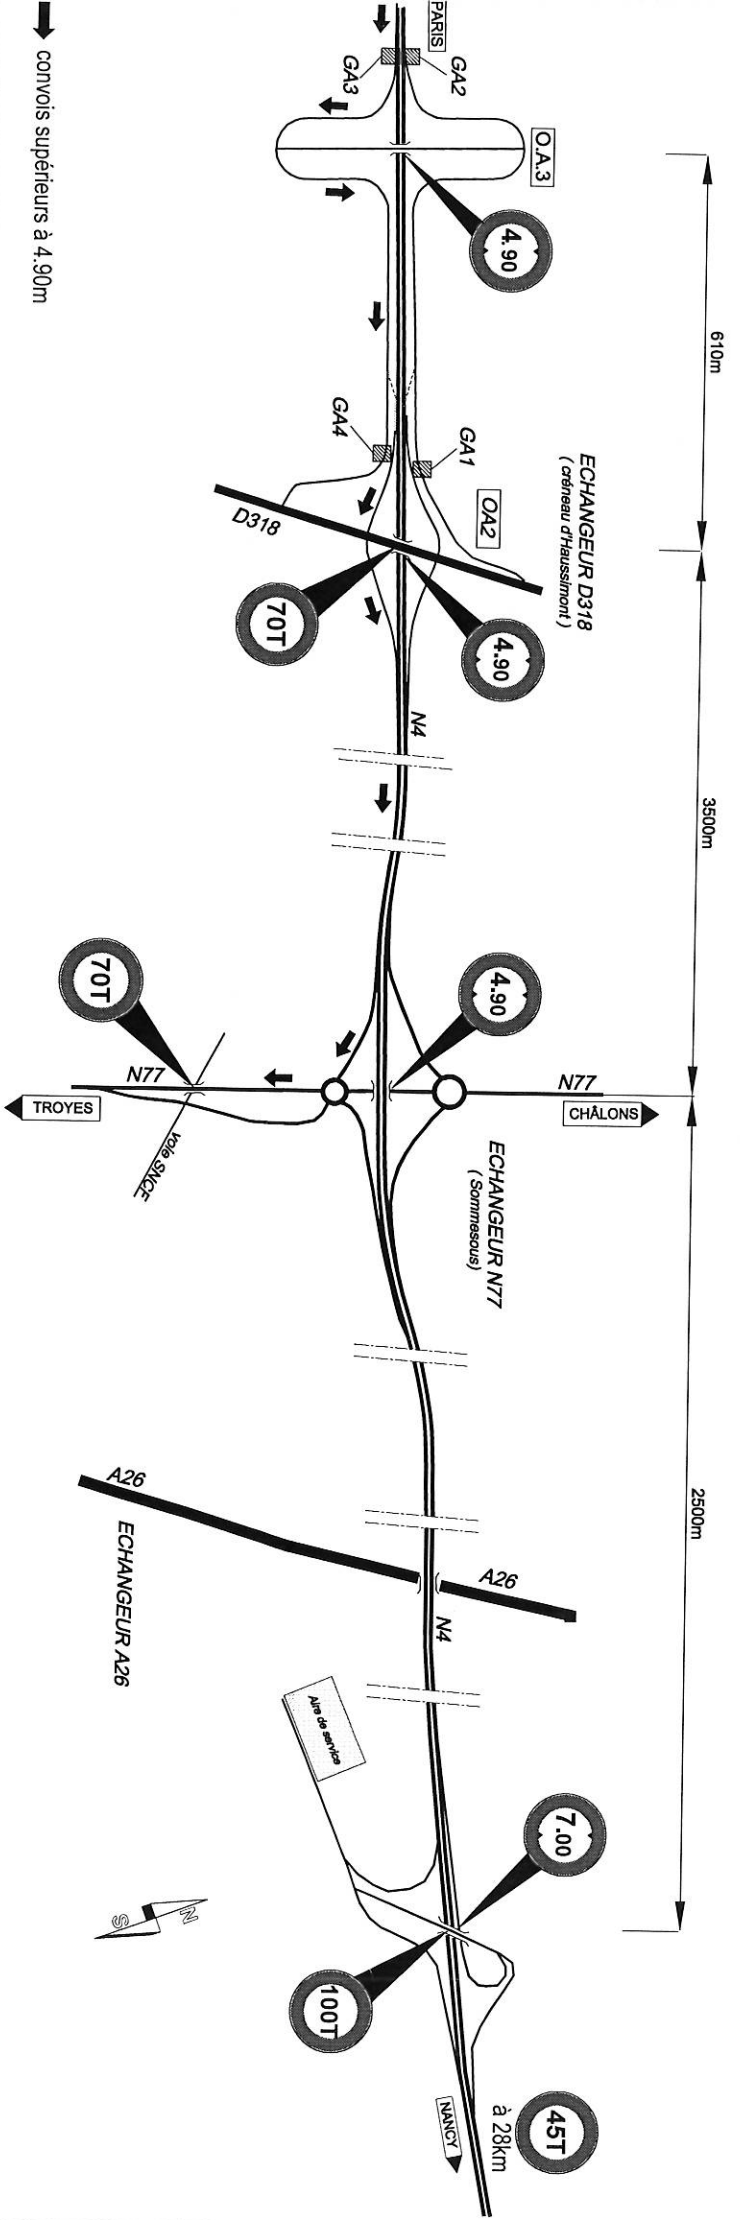 610m
3500m
2500m
O.A.3
4.90
ECHANGEUR D318
( créneau d'Haussimont )
OA2
4.90
CHÂLONS
N77
4.90
ECHANGEUR N77
( Sommesous)
7.00
45T
à 28km
PARIS
GA2
GA3
GA1
GA4
D318
70T
N4
A26
N4
NANCY
100T
N
S
Aire de service
70T
N77
TROYES
voie SNCF
A26
ECHANGEUR A26
convois supérieurs à 4.90m